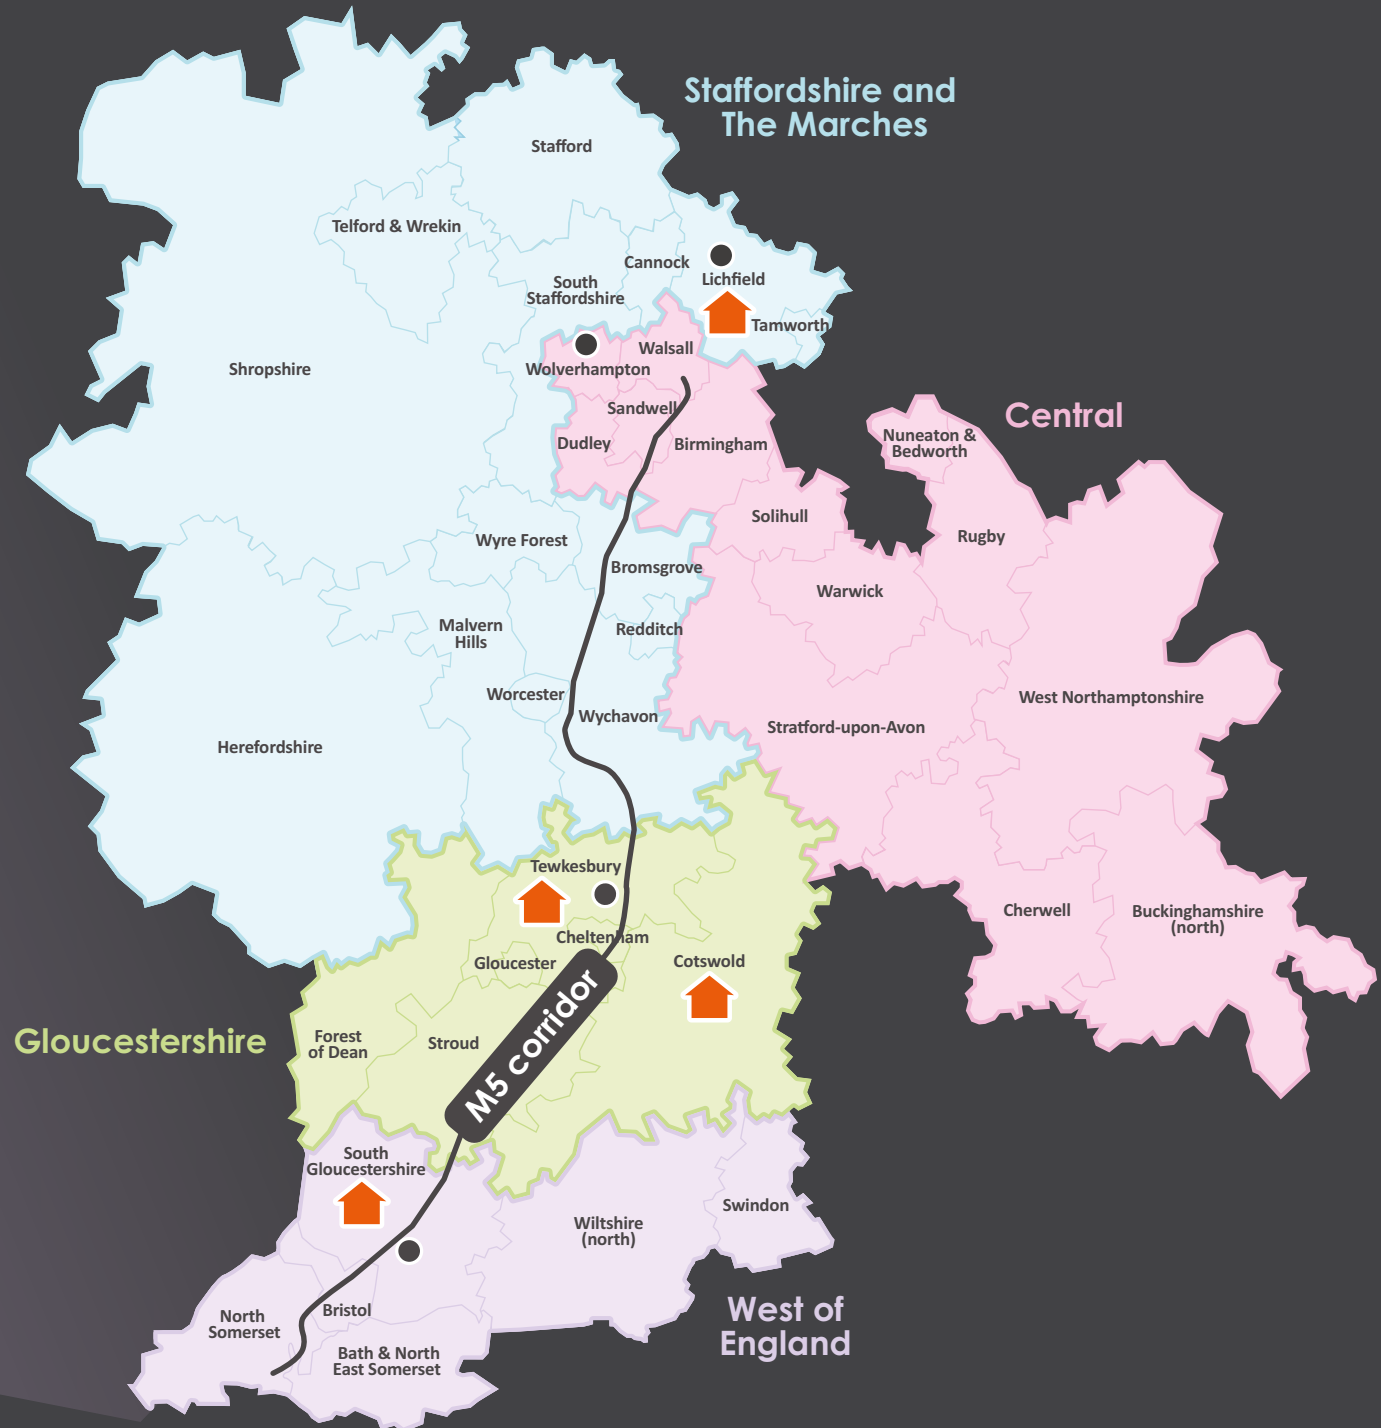 Staffordshire and
The Marches
Stafford
Telford & Wrekin
Cannock
Lichfield
South
Staffordshire
Tamworth
Walsall
Shropshire
Wolverhampton
Sandwell
Central
Dudley
Birmingham
Nuneaton &
Bedworth
Solihull
Rugby
Wyre Forest
Bromsgrove
Warwick
Malvern
Hills
Redditch
Worcester
West Northamptonshire
Wychavon
Stratford-upon-Avon
Herefordshire
Tewkesbury
Cherwell
Buckinghamshire
(north)
Cheltenham
Gloucester
Cotswold
Gloucestershire
Forest
of Dean
Stroud
M5 corridor
South
Gloucestershire
Swindon
Wiltshire
(north)
West of
England
North
Somerset
Bristol
Bath & North
East Somerset